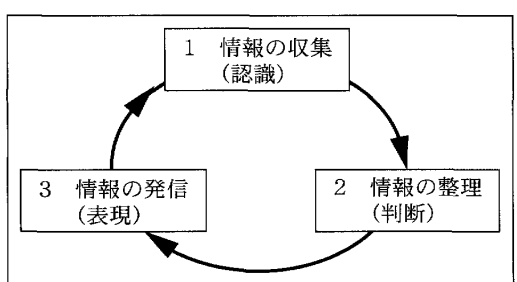 1 情報の収集
(認識)
2 情報の整理
(判断)
3 情報の発信
(表現)